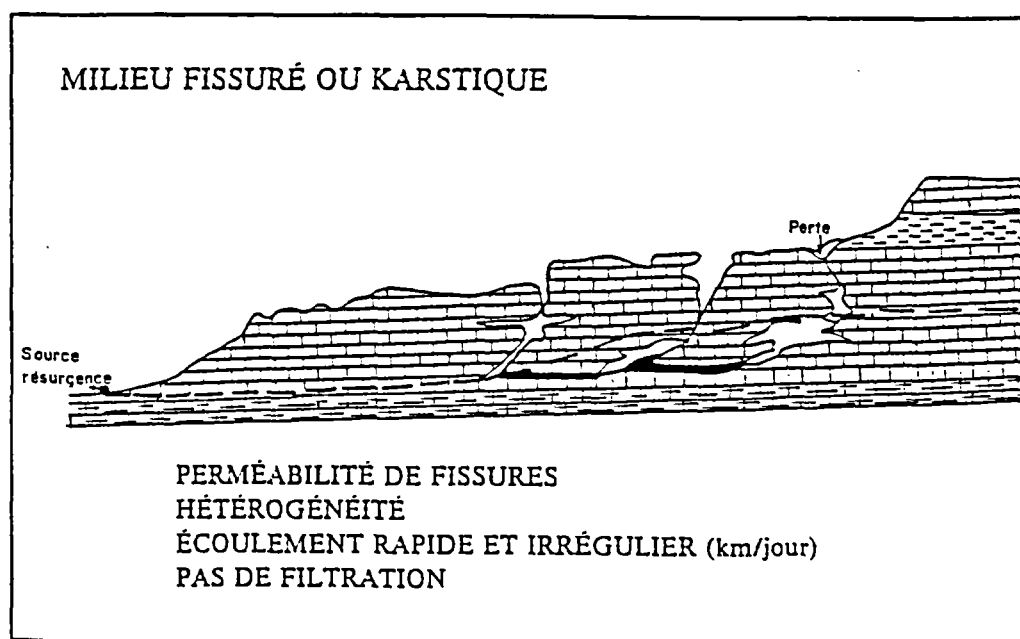 MILIEU FISSURÉ OU KARSTIQUE
Perte
Source
résurgence
PERMÉABILITÉ DE FISSURES
HÉTÉROGÉNÉITÉ
ÉCOULEMENT RAPIDE ET IRRÉGULIER (km/jour)
PAS DE FILTRATION